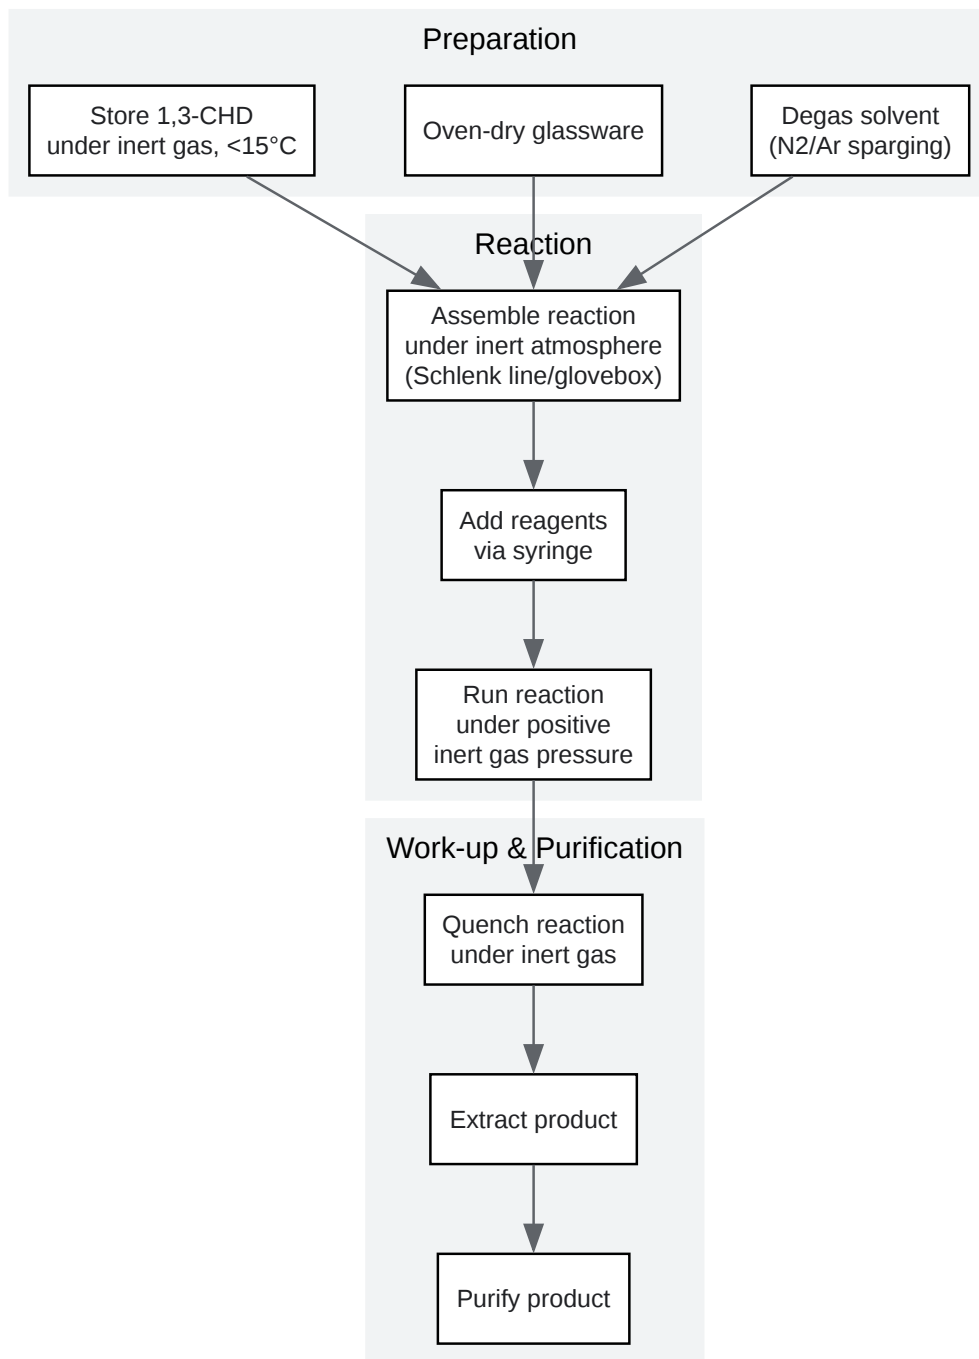 Preparation
Store 1,3-CHD
under inert gas, <15°C
Oven-dry glassware
Degas solvent
(N2/Ar sparging)
Reaction
Assemble reaction
under inert atmosphere
(Schlenk line/glovebox)
Add reagents
via syringe
Run reaction
under positive
inert gas pressure
Work-up & Purification
Quench reaction
under inert gas
Extract product
Purify product